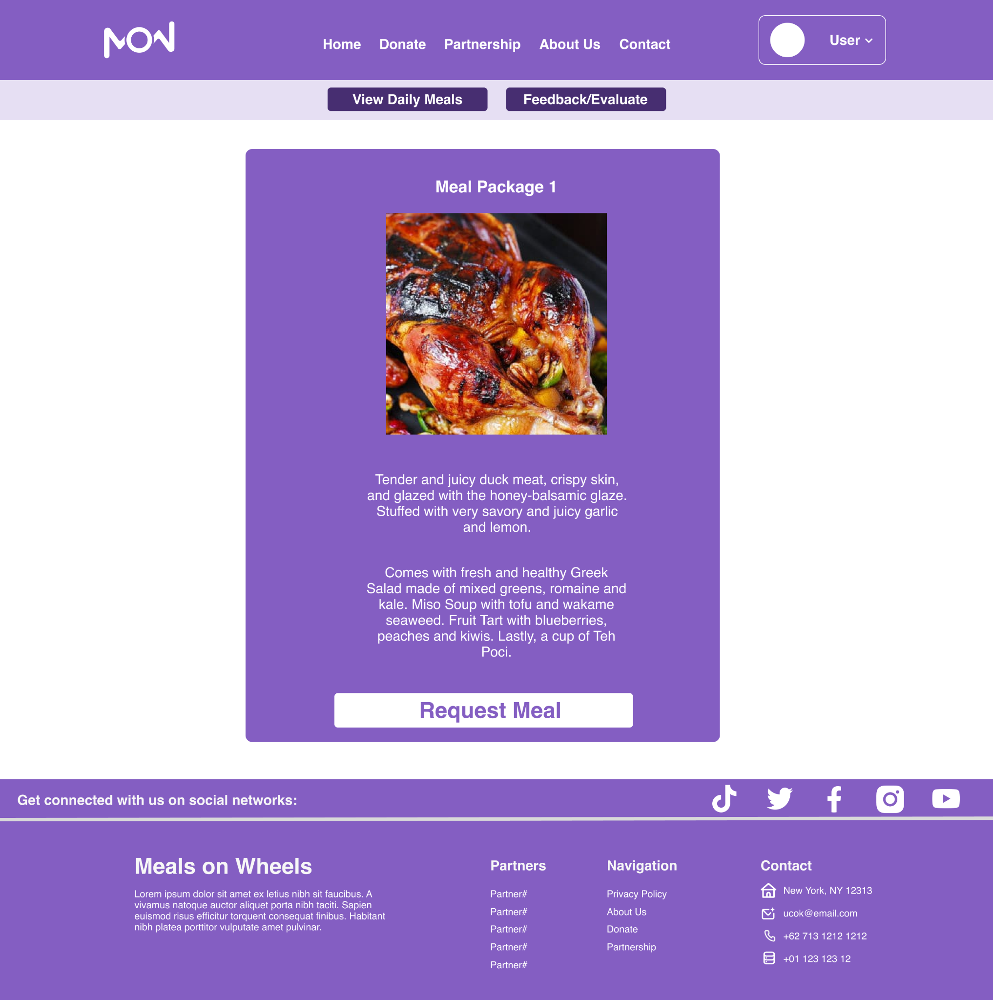 MOW
Home Donate Partnership About Us Contact
User
View Daily Meals Feedback/Evaluate
Meal Package 1
Tender and juicy duck meat, crispy skin,
and glazed with the honey-balsamic glaze.
Stuffed with very savory and juicy garlic
and lemon.
Comes with fresh and healthy Greek
Salad made of mixed greens, romaine and
kale. Miso Soup with tofu and wakame
seaweed. Fruit Tart with blueberries,
peaches and kiwis. Lastly, a cup of Teh
Poci.
Request Meal
Get connected with us on social networks:
Meals on Wheels
Lorem ipsum dolor sit amet ex letius nibh sit faucibus. A
vivamus natoque auctor aliquet porta nibh taciti. Sapien
euismod risus efficitur torquent consequat finibus. Habitant
nibh platea porttitor vulputate amet pulvinar.
Partners
Partner#
Partner#
Partner#
Partner#
Partner#
Navigation
Privacy Policy
About Us
Donate
Partnership
Contact
New York, NY 12313
ucok@email.com
+62 713 1212 1212
+01 123 123 12